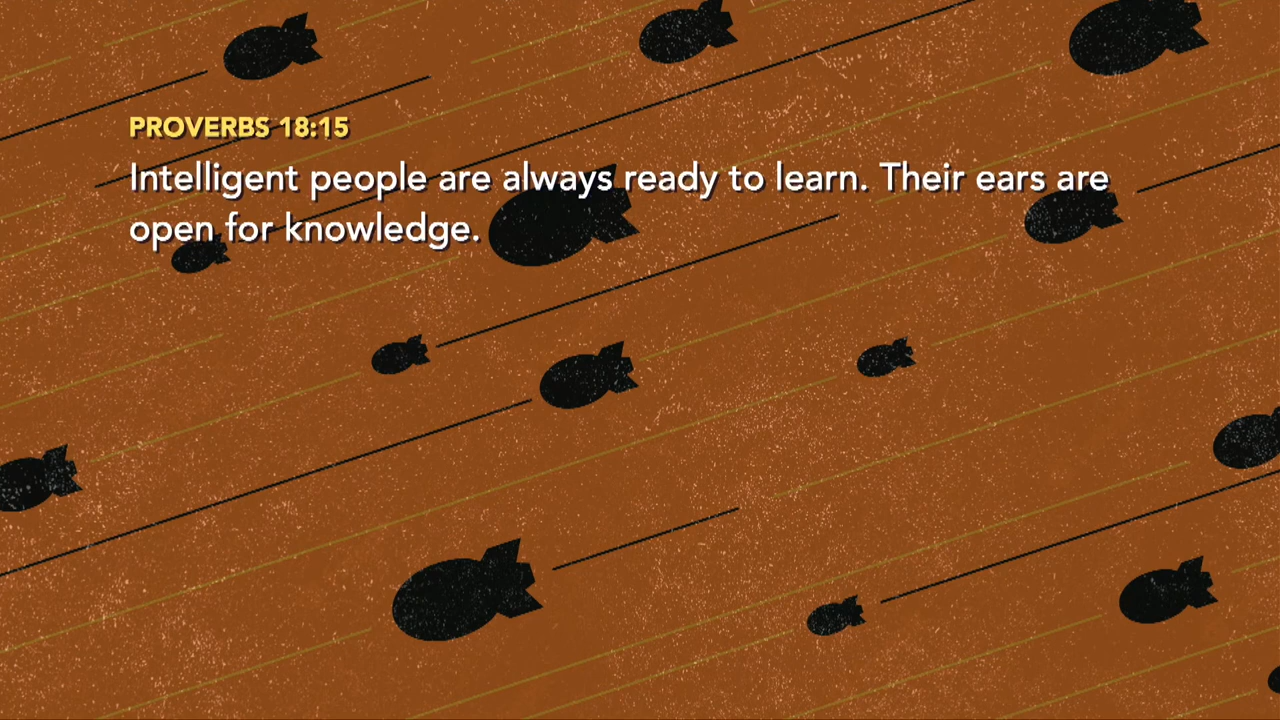 PROVERBS 18:15
Intelligent people are always ready to learn. Their ears are
open for knowledge.